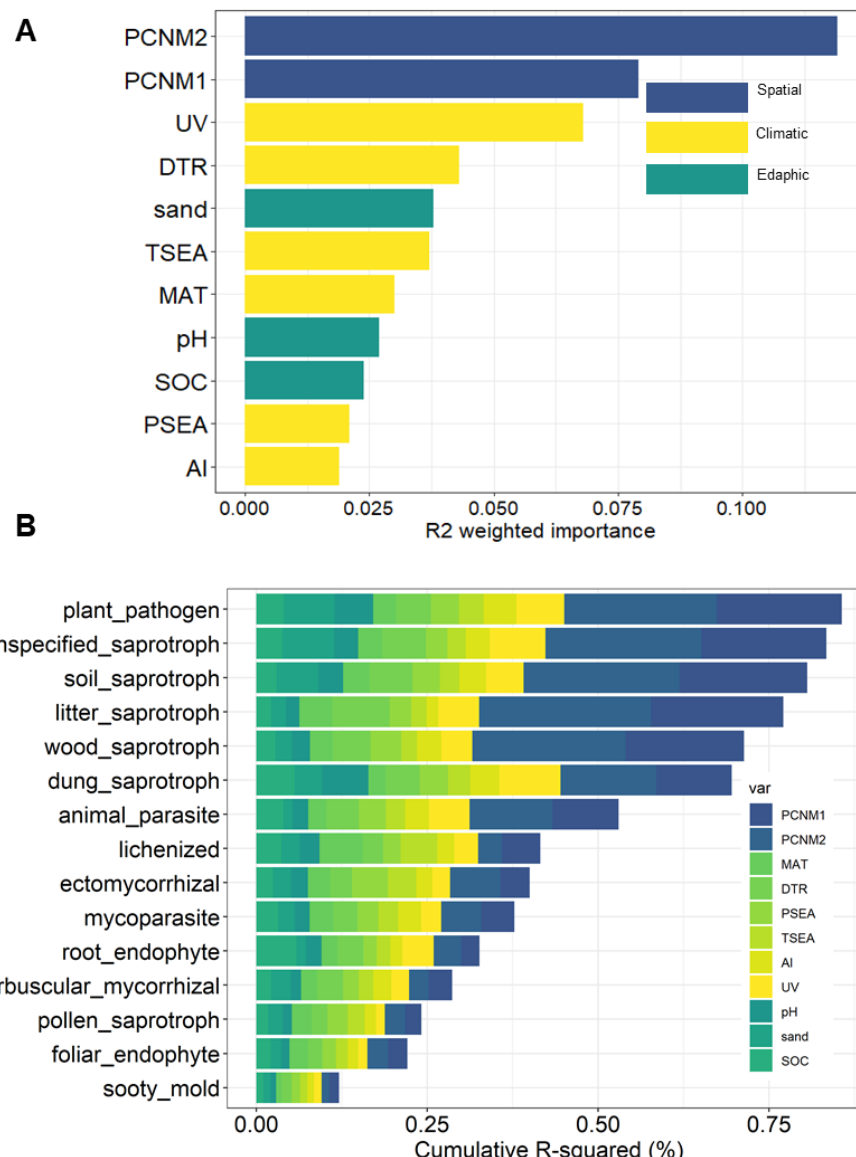 A
PCNM2
PCNM1
UV
DTR
sand
TSEA
MAT
pH
SOC
PSEA
AI
Spatial
Climatic
Edaphic
0.000 0.025 0.050 0.075 0.100
R2 weighted importance
B
plant_pathogen
nspecified_saprotroph
soil_saprotroph
litter_saprotroph
wood_saprotroph
dung_saprotroph
animal_parasite
lichenized
ectomycorrhizal
mycoparasite
root_endophyte
rbuscular_mycorrhizal
pollen_saprotroph
foliar_endophyte
sooty_mold
var
PCNM1
PCNM2
MAT
DTR
PSEA
TSEA
AI
UV
pH
sand
SOC
0.00 0.25 0.50 0.75
Cumulative R-squared (%)